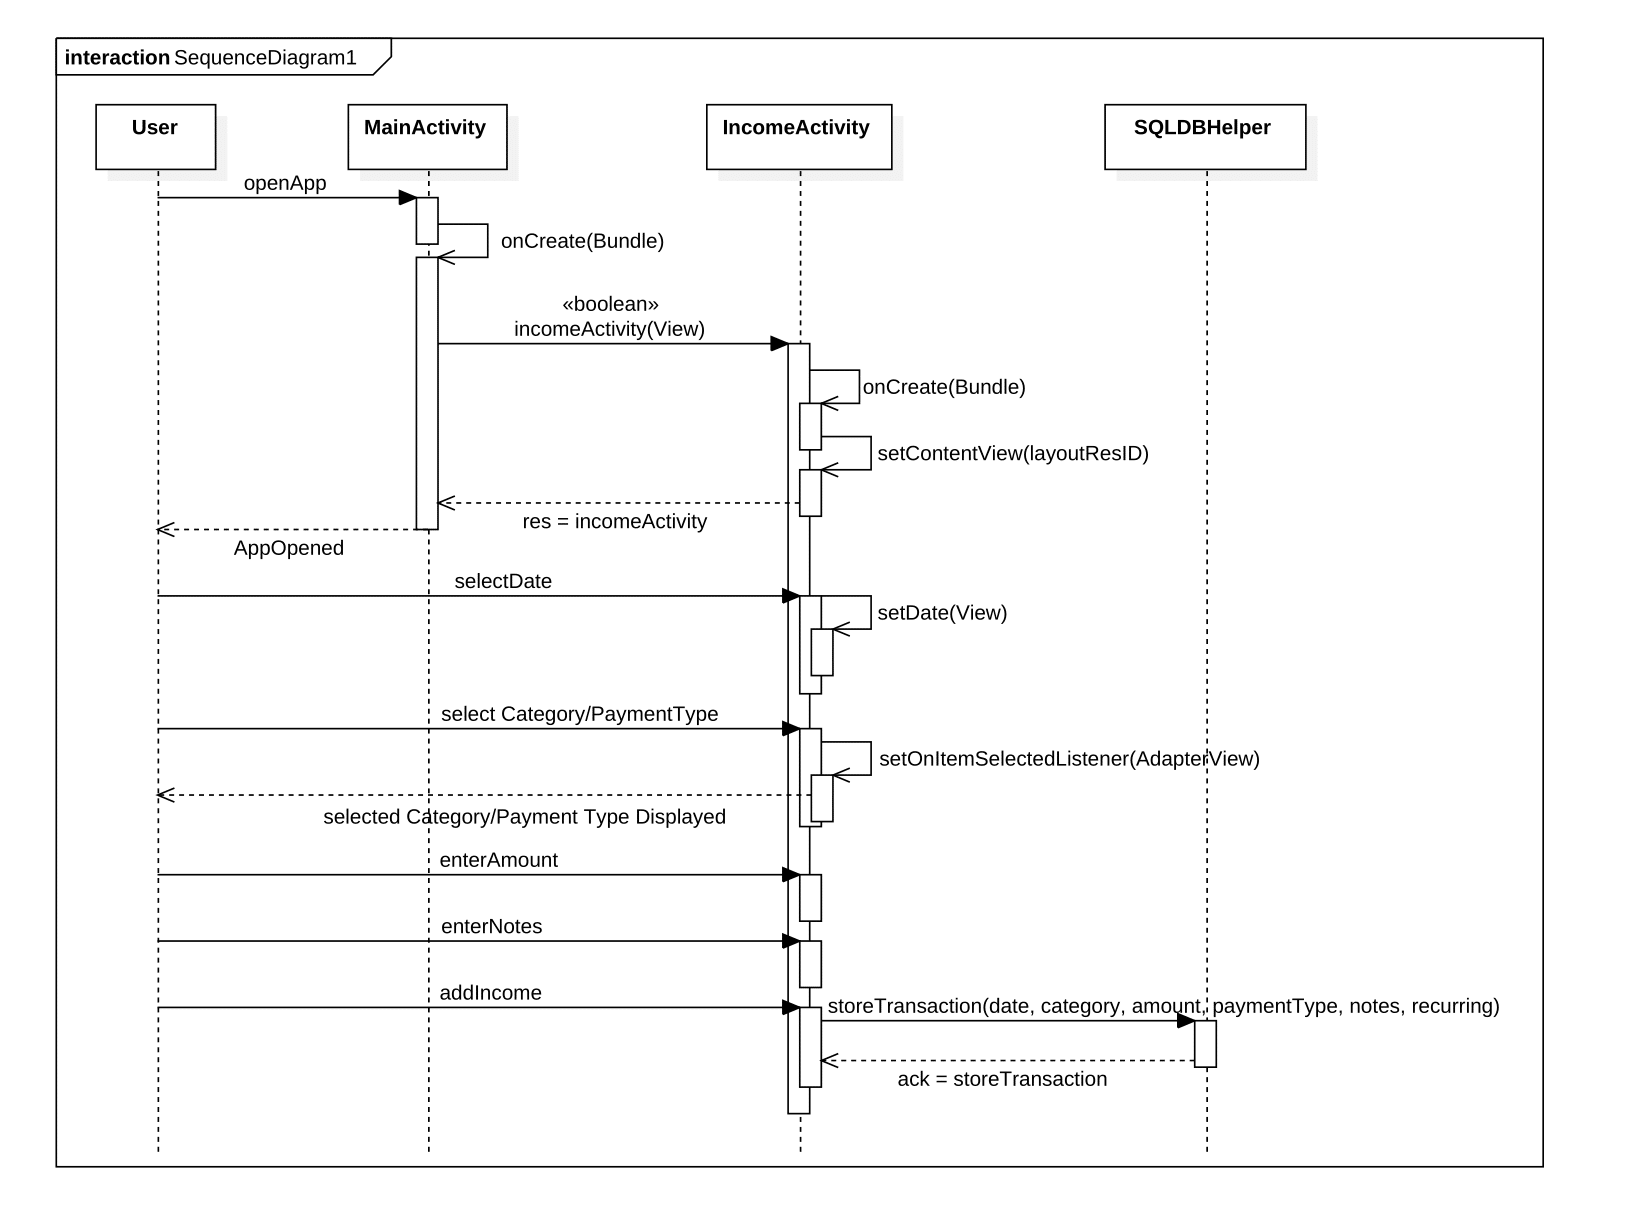 interaction SequenceDiagram1
User
MainActivity
IncomeActivity
SQLDBHelper
openApp
onCreate(Bundle)
«boolean»
incomeActivity(View)
onCreate(Bundle)
setContentView(layoutResID)
res = incomeActivity
AppOpened
selectDate
setDate(View)
select Category/PaymentType
setOnItemSelectedListener(AdapterView)
selected Category/Payment Type Displayed
enterAmount
enterNotes
addIncome
storeTransaction(date, category, amount, paymentType, notes, recurring)
ack = storeTransaction